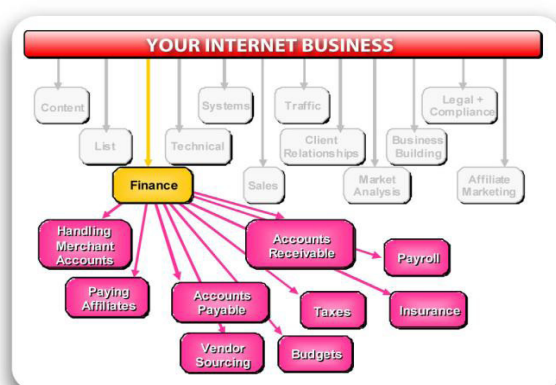 YOUR INTERNET BUSINESS
Content
Systems
Traffic
Legal +
Compliance
List
Technical
Client
Relationships
Business
Building
Sales
Market
Analysis
Affiliate
Marketing
Finance
Handling
Merchant
Accounts
Accounts
Receivable
Payroll
Paying
Affiliates
Accounts
Payable
Taxes
Insurance
Vendor
Sourcing
Budgets